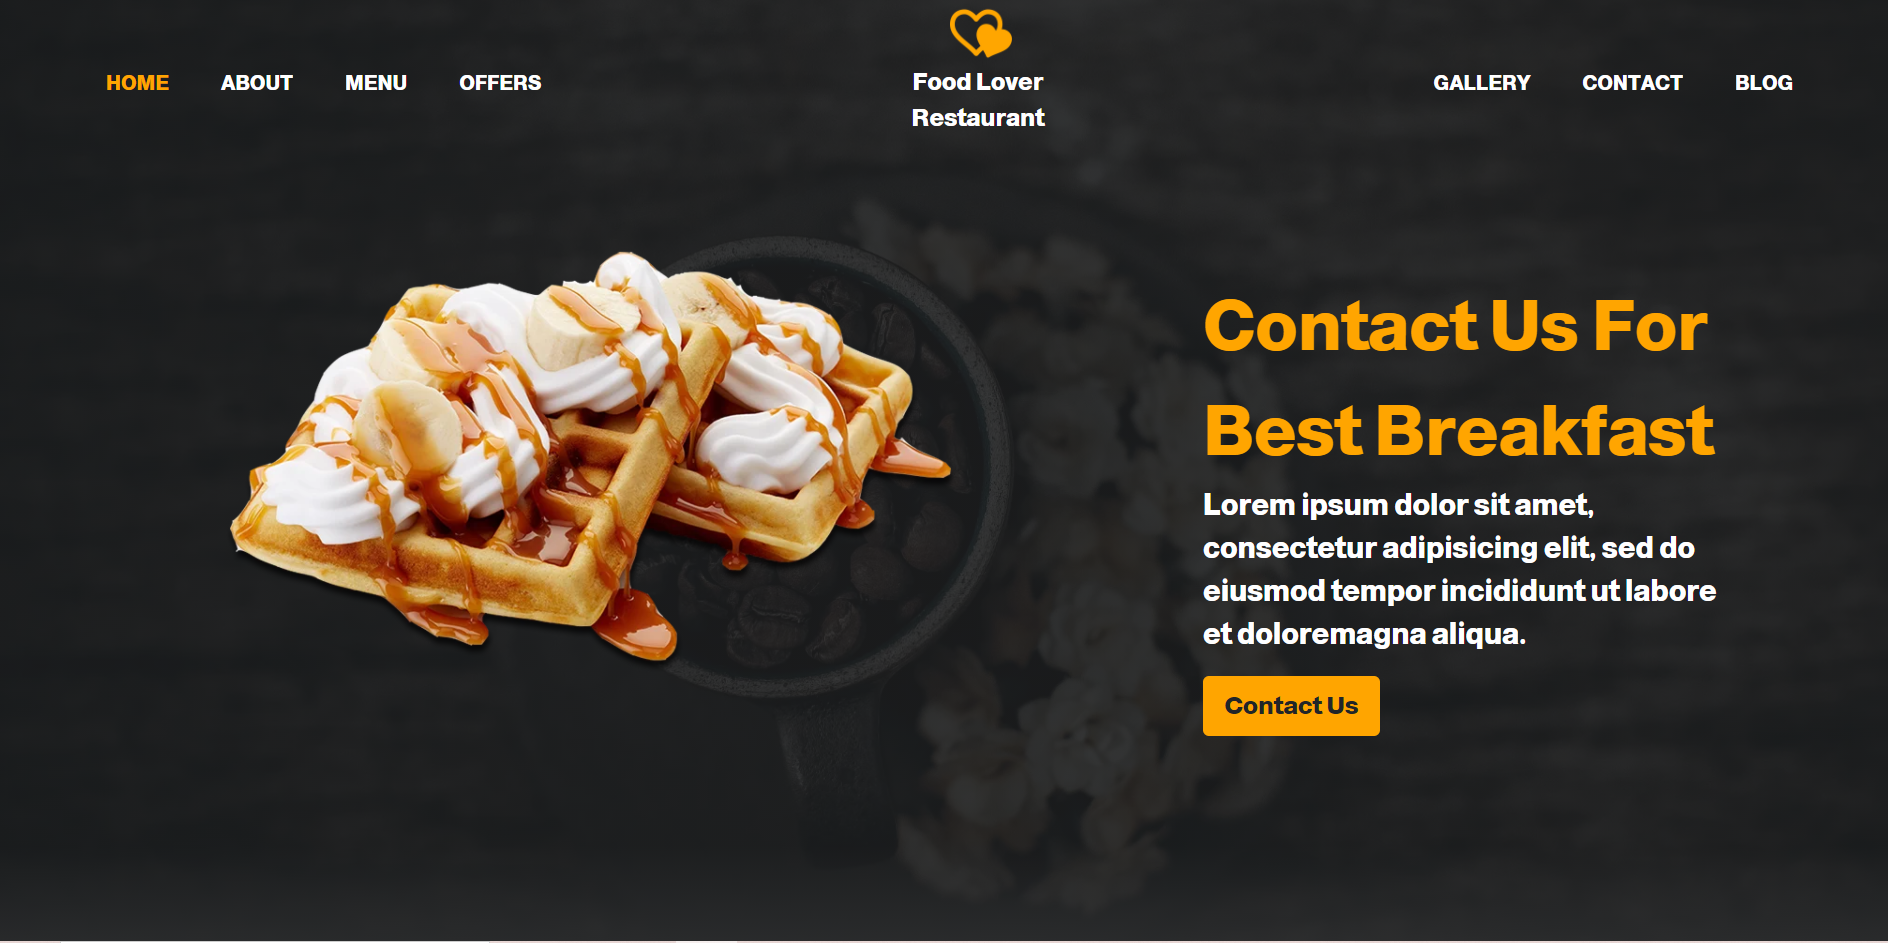 HOME ABOUT MENU OFFERS
Food Lover
Restaurant
GALLERY CONTACT BLOG
Contact Us For
Best Breakfast
Lorem ipsum dolor sit amet,
consectetur adipisicing elit, sed do
eiusmod tempor incididunt ut labore
et doloremagna aliqua.
Contact Us